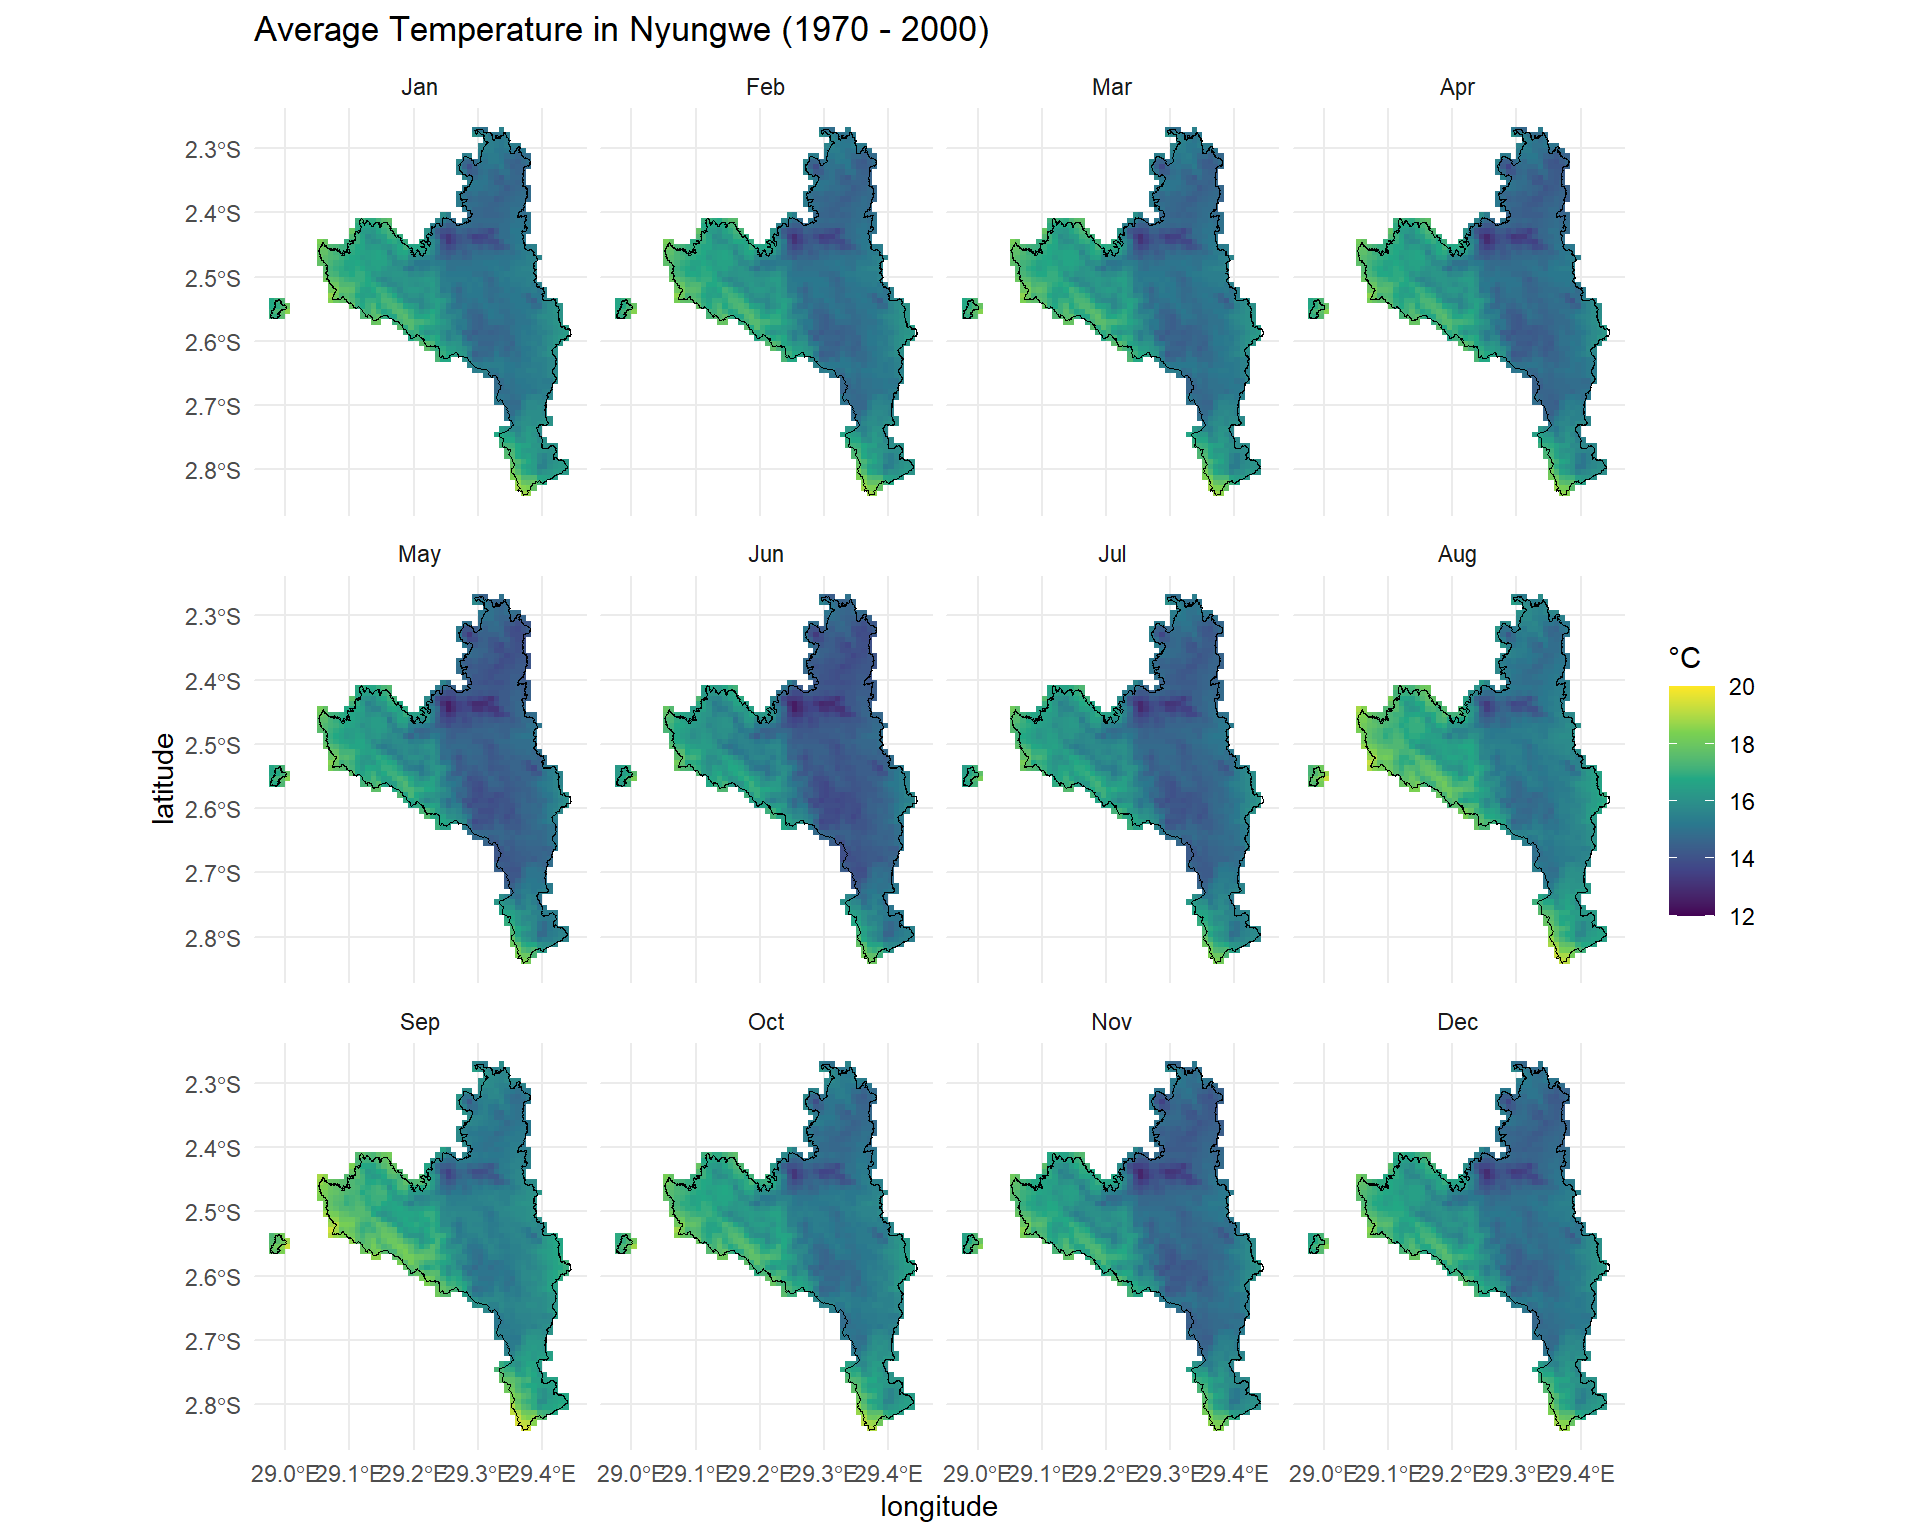 Average Temperature in Nyungwe (1970 - 2000)
Jan Feb Mar Apr
2.3°S
2.4°S
2.5°S
2.6°S
2.7°S
2.8°S
May Jun Jul Aug
2.3°S
2.4°S
2.5°S
2.6°S
2.7°S
2.8°S
latitude
°C
20
18
16
14
12
Sep Oct Nov Dec
2.3°S
2.4°S
2.5°S
2.6°S
2.7°S
2.8°S
29.0°E 29.1°E 29.2°E 29.3°E 29.4°E 29.0°E 29.1°E 29.2°E 29.3°E 29.4°E 29.0°E 29.1°E 29.2°E 29.3°E 29.4°E 29.0°E 29.1°E 29.2°E 29.3°E 29.4°E
longitude